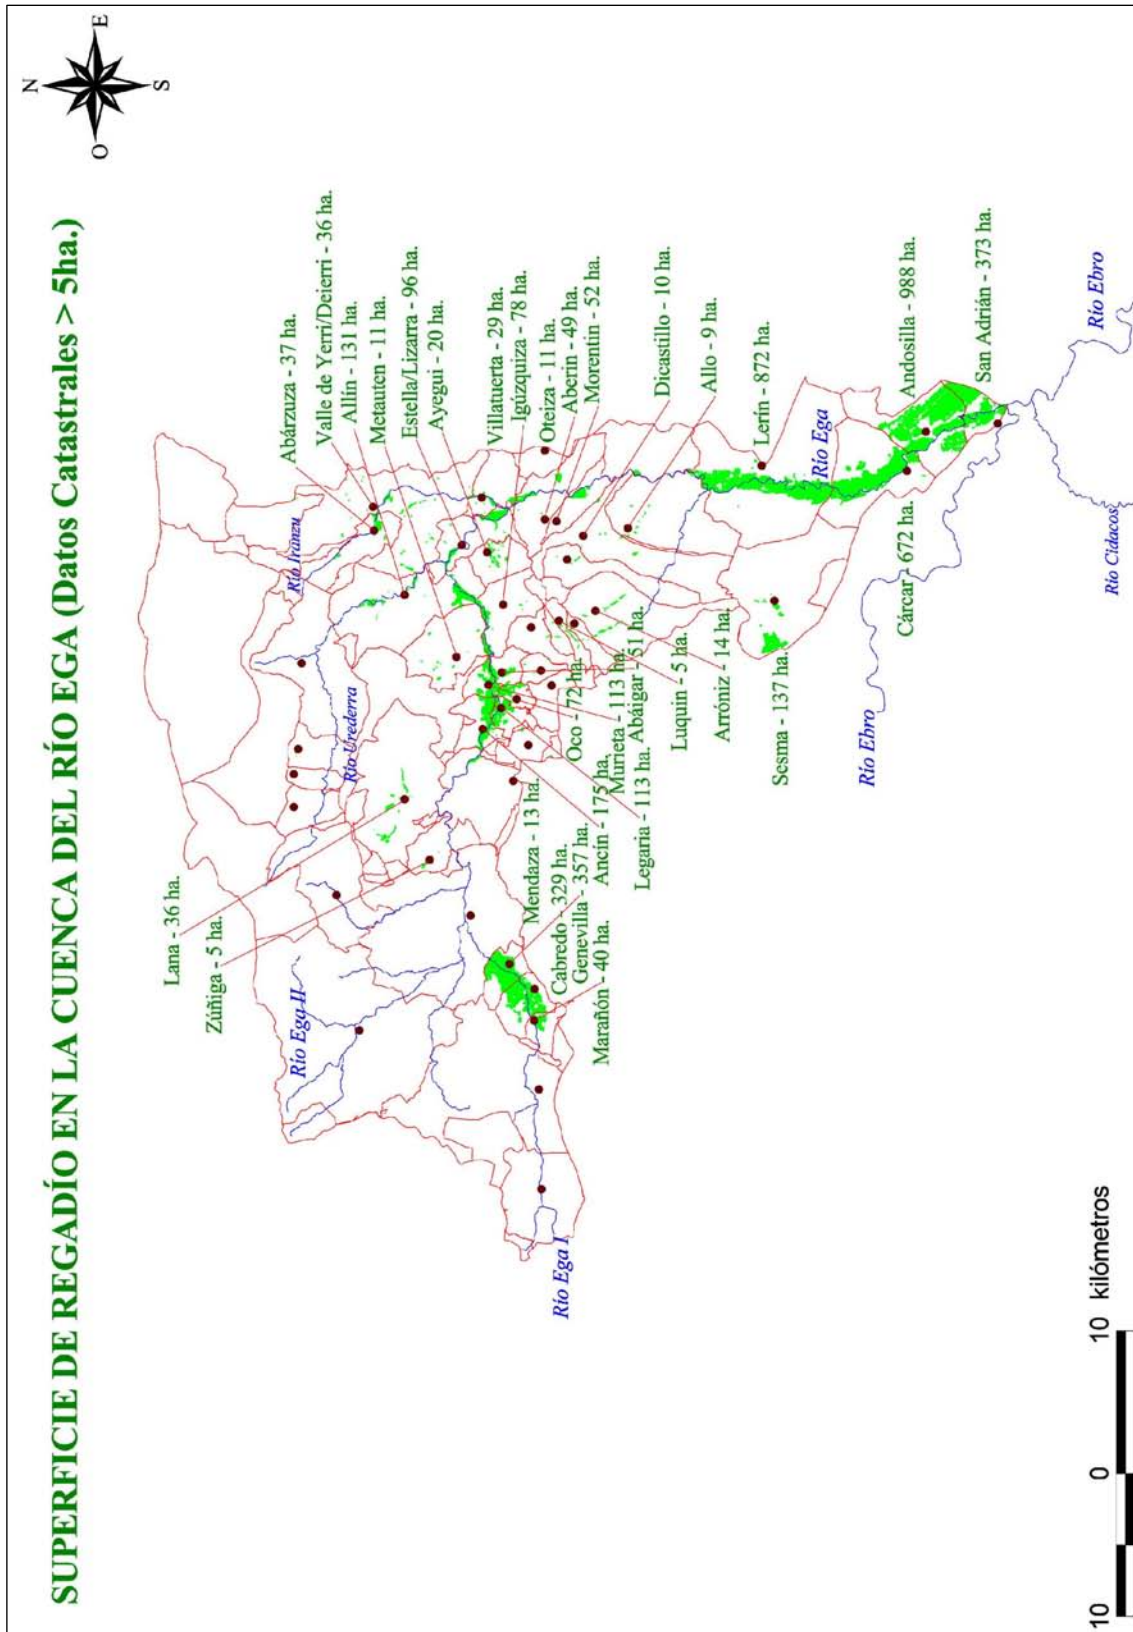 SUPERFICIE DE REGADÍO EN LA CUENCA DEL RÍO EGA (Datos Catastrales > 5ha.)
N
E
S
O
Lana - 36 ha.
Zúñiga - 5 ha.
Río Ega II
Río Ega I
Río Urederra
Río Iranzu
Abárzuza - 37 ha.
Valle de Yerri/Deierri - 36 ha.
Allín - 131 ha.
Metauten - 11 ha.
Estella/Lizarra - 96 ha.
Ayegui - 20 ha.
Villatuerta - 29 ha.
Igúzquiza - 78 ha.
Oteiza - 11 ha.
Aberin - 49 ha.
Morentin - 52 ha.
Dicastillo - 10 ha.
Allo - 9 ha.
Lerín - 872 ha.
Río Ega
Andosilla - 988 ha.
San Adrián - 373 ha.
Río Ebro
Mendaza - 13 ha.
Cabredo - 329 ha.
Genevilla - 357 ha.
Marañón - 40 ha.
Ancín - 175 ha.
Legaria - 113 ha.
Oco - 72 ha.
Murieta - 113 ha.
Abáigar - 51 ha.
Luquin - 5 ha.
Arróniz - 14 ha.
Sesma - 137 ha.
Cárcar - 672 ha.
Río Ebro
Río Cidacos
10 0 10 kilómetros